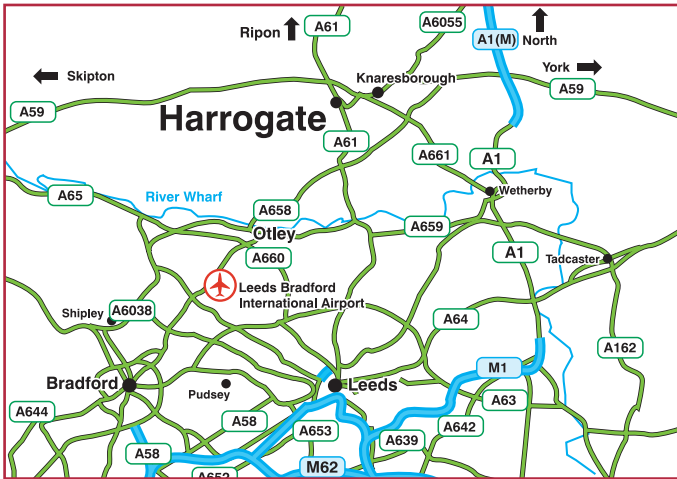 A61
A6055
Ripon
A1(M)
North
Skipton
York
Knaresborough
A59
A59
Harrogate
A61
A661
A1
A65
River Wharf
Wetherby
A658
A659
Otley
A660
A1
Tadcaster
Leeds Bradford
International Airport
Shipley
A6038
A64
A162
M1
Bradford
Leeds
Pudsey
A63
A644
A58
A653
A642
A639
A58
M62
A652